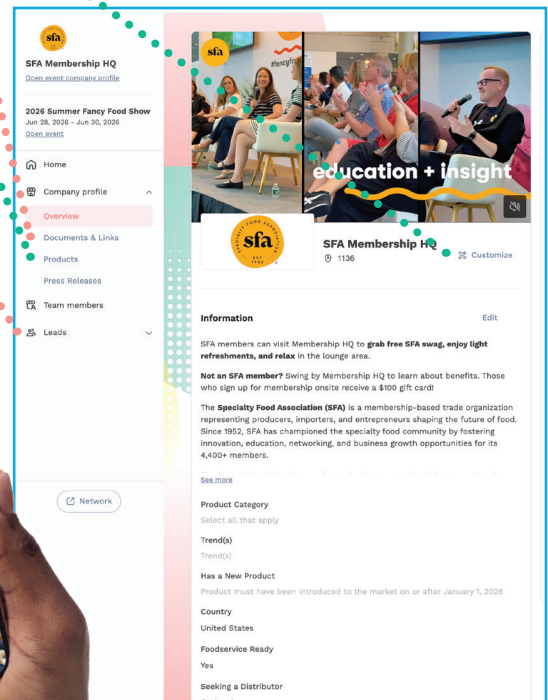 sfa
SFA Membership HQ
Open event company profile
2026 Summer Fancy Food Show
Jun 28, 2026 - Jun 30, 2026
Open event
Home
Company profile
Overview
Documents & Links
Products
Press Releases
Team members
Leads
Network
sfa
#fancyf
education + insight
SPECIALTY FOOD ASSOCIATION
sfa
EST
1952
SFA Membership HQ
1136
Customize
Information
Edit
SFA members can visit Membership HQ to grab free SFA swag, enjoy light
refreshments, and relax in the lounge area.
Not an SFA member? Swing by Membership HQ to learn about benefits. Those
who sign up for membership onsite receive a $100 gift card!
The Specialty Food Association (SFA) is a membership-based trade organization
representing producers, importers, and entrepreneurs shaping the future of food.
Since 1952, SFA has championed the specialty food community by fostering
innovation, education, networking, and business growth opportunities for its
4,400+ members.
See more
Product Category
Select all that apply
Trend(s)
Trend(s)
Has a New Product
Product must have been introduced to the market on or after January 1, 2026
Country
United States
Foodservice Ready
Yes
Seeking a Distributor